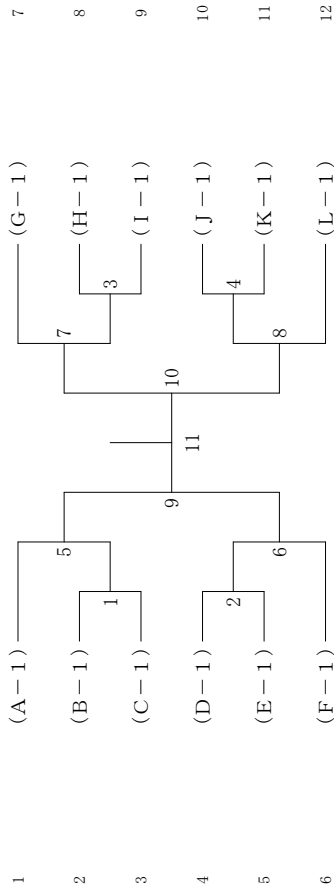 1 (A－1) (G－1) 7
5 7
2 (B－1) (H－1) 8
1 3
3 (C－1) (I－1) 9
9 10
11
4 (D－1) (J－1) 10
2 4
5 (E－1) (K－1) 11
6 8
6 (F－1) (L－1) 12